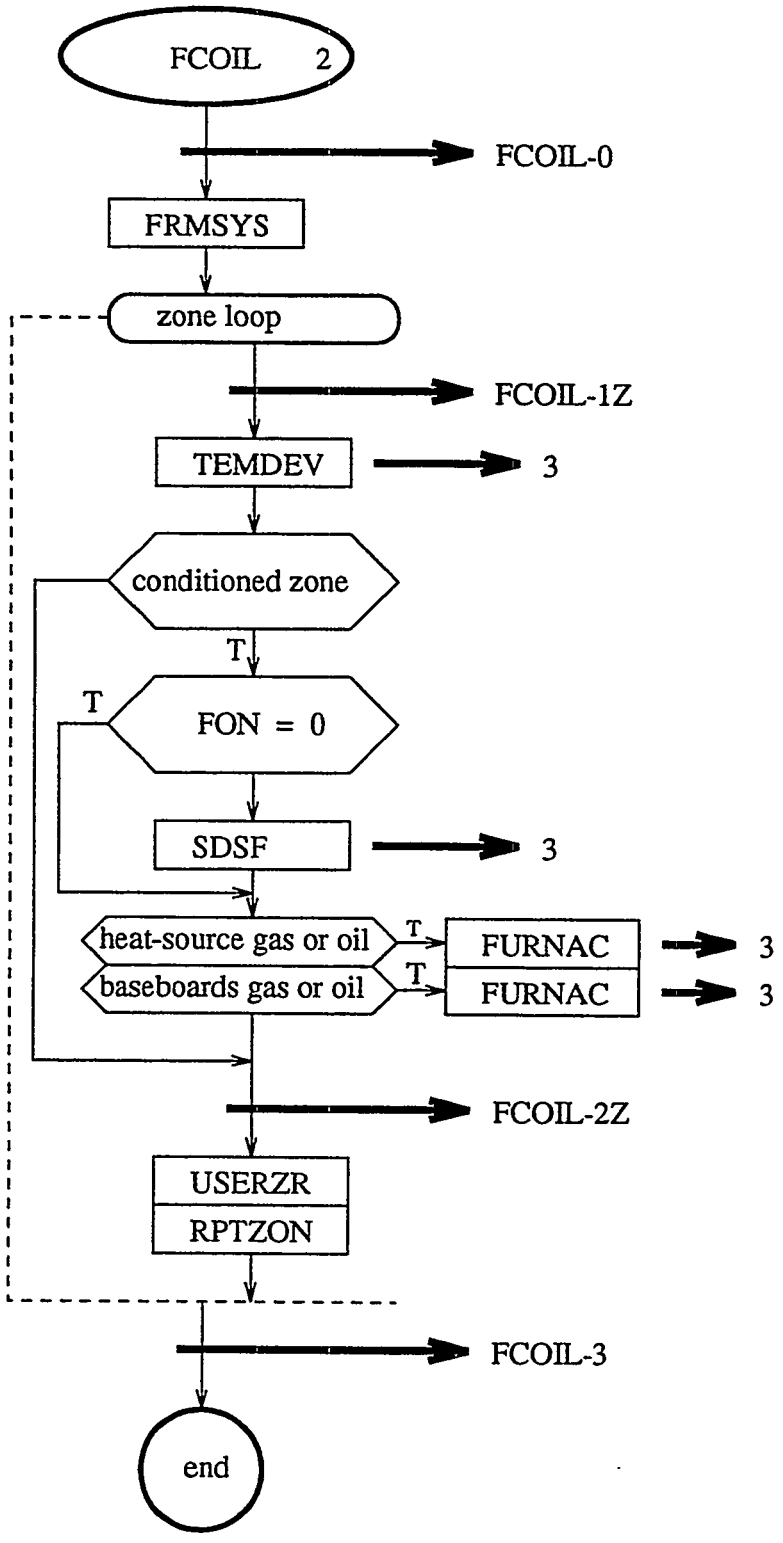 FCOIL 2
FCOIL-0
FRMSYS
zone loop
FCOIL-1Z
TEMDEV
3
conditioned zone
T
T
FON = 0
SDSF
3
heat-source gas or oil
T
FURNAC
3
baseboards gas or oil
T
FURNAC
3
FCOIL-2Z
USERZR
RPTZON
FCOIL-3
end